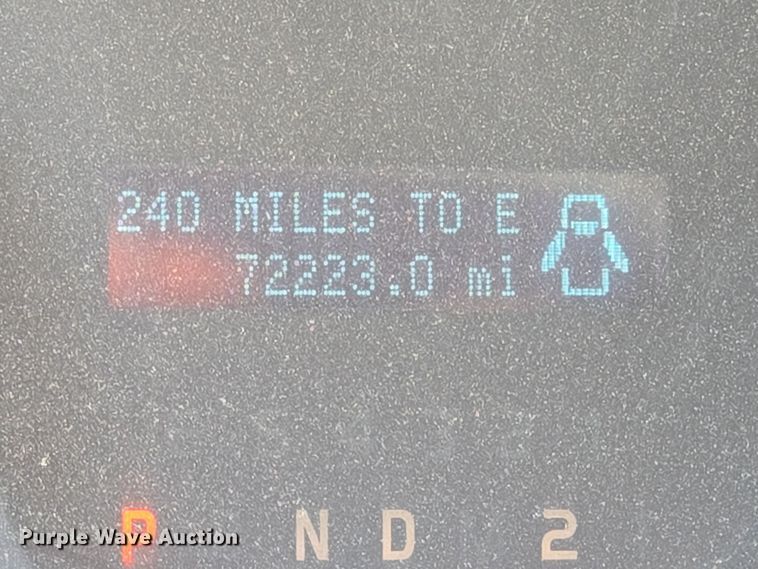 240 MILES TO E
72223.0 mi
P N D 2
Purple Wave Auction